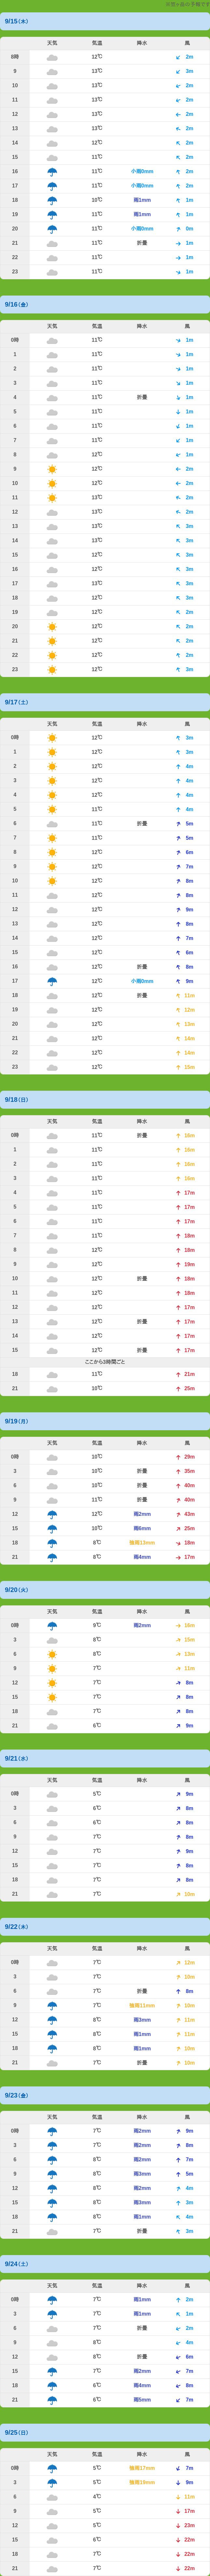 の予報です
9/15(木)
天気 気温 降水 風
8時 12℃ 2m
9 13℃ 3m
10 13℃ 2m
11 13℃ 2m
12 13℃ 2m
13 13℃ 2m
14 12℃ 2m
15 11℃ 2m
16 11℃ 小雨0mm 2m
17 11℃ 小雨0mm 2m
18 10℃ 雨1mm 1m
19 11℃ 雨1mm 1m
20 11℃ 小雨0mm 0m
21 11℃ 折畳 1m
22 11℃ 1m
23 11℃ 1m
9/16(金)
天気 気温 降水 風
0時 11℃ 1m
1 11℃ 1m
2 11℃ 1m
3 11℃ 1m
4 11℃ 折畳 1m
5 11℃ 1m
6 11℃ 1m
7 11℃ 1m
8 12℃ 1m
9 12℃ 2m
10 12℃ 2m
11 13℃ 2m
12 13℃ 2m
13 13℃ 3m
14 13℃ 3m
15 12℃ 3m
16 12℃ 3m
17 13℃ 3m
18 12℃ 3m
19 12℃ 2m
20 12℃ 2m
21 12℃ 2m
22 12℃ 2m
23 12℃ 3m
9/17(土)
天気 気温 降水 風
0時 12℃ 3m
1 12℃ 3m
2 11℃ 4m
3 11℃ 4m
4 11℃ 4m
5 11℃ 4m
6 11℃ 折畳 5m
7 11℃ 5m
8 12℃ 6m
9 12℃ 7m
10 12℃ 8m
11 12℃ 8m
12 12℃ 9m
13 12℃ 8m
14 12℃ 7m
15 12℃ 6m
16 12℃ 折畳 8m
17 12℃ 小雨0mm 9m
18 12℃ 折畳 11m
19 12℃ 12m
20 12℃ 13m
21 12℃ 14m
22 12℃ 14m
23 12℃ 15m
9/18(日)
天気 気温 降水 風
0時 11℃ 折畳 16m
1 11℃ 16m
2 11℃ 16m
3 11℃ 16m
4 11℃ 17m
5 11℃ 17m
6 11℃ 17m
7 11℃ 18m
8 12℃ 18m
9 12℃ 19m
10 12℃ 折畳 18m
11 12℃ 18m
12 12℃ 17m
13 12℃ 折畳 17m
14 12℃ 17m
15 12℃ 折畳 17m
ここから3時間ごと
18 11℃ 21m
21 10℃ 25m
9/19(月)
天気 気温 降水 風
0時 10℃ 29m
3 10℃ 折畳 35m
6 10℃ 折畳 40m
9 11℃ 折畳 40m
12 12℃ 雨2mm 43m
15 10℃ 雨6mm 25m
18 8℃ 強雨13mm 18m
21 8℃ 雨4mm 17m
9/20(火)
天気 気温 降水 風
0時 9℃ 雨2mm 16m
3 8℃ 15m
6 8℃ 13m
9 7℃ 11m
12 7℃ 8m
15 7℃ 8m
18 7℃ 8m
21 6℃ 9m
9/21(水)
天気 気温 降水 風
0時 5℃ 9m
3 6℃ 8m
6 6℃ 8m
9 7℃ 8m
12 7℃ 9m
15 7℃ 8m
18 7℃ 8m
21 7℃ 10m
9/22(木)
天気 気温 降水 風
0時 7℃ 12m
3 7℃ 10m
6 7℃ 折畳 8m
9 7℃ 強雨11mm 10m
12 8℃ 雨3mm 11m
15 8℃ 雨1mm 11m
18 8℃ 雨1mm 10m
21 7℃ 折畳 10m
9/23(金)
天気 気温 降水 風
0時 7℃ 雨2mm 9m
3 7℃ 雨2mm 8m
6 8℃ 雨2mm 7m
9 8℃ 雨3mm 5m
12 8℃ 雨2mm 4m
15 8℃ 雨3mm 3m
18 8℃ 雨1mm 4m
21 7℃ 折畳 3m
9/24(土)
天気 気温 降水 風
0時 7℃ 雨1mm 2m
3 7℃ 雨1mm 1m
6 7℃ 折畳 2m
9 8℃ 4m
12 8℃ 折畳 6m
15 7℃ 雨2mm 7m
18 6℃ 雨4mm 8m
21 6℃ 雨5mm 7m
9/25(日)
天気 気温 降水 風
0時 5℃ 強雨17mm 7m
3 5℃ 強雨19mm 9m
6 4℃ 11m
9 5℃ 17m
12 5℃ 23m
15 6℃ 22m
18 7℃ 22m
21 7℃ 22m